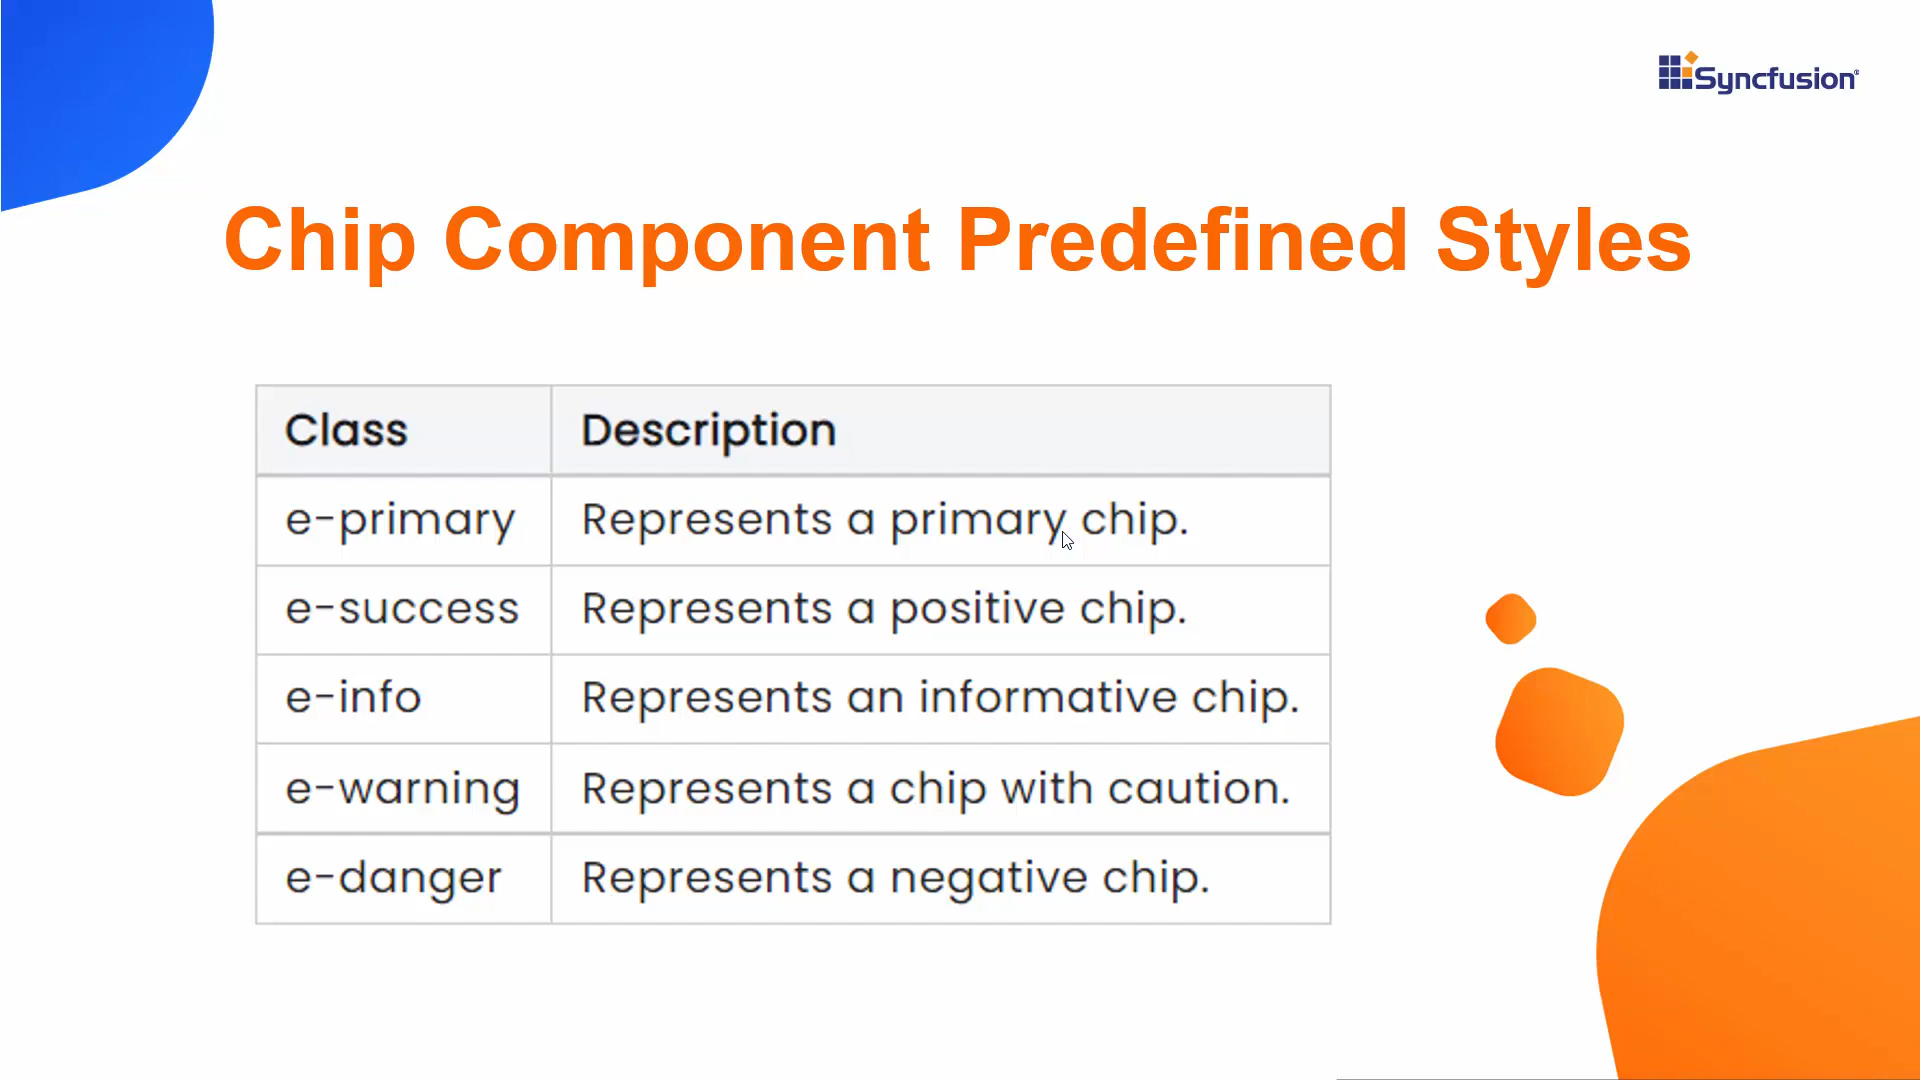 Syncfusion®
Chip Component Predefined Styles
Class Description
e-primary Represents a primary chip.
e-success Represents a positive chip.
e-info Represents an informative chip.
e-warning Represents a chip with caution.
e-danger Represents a negative chip.